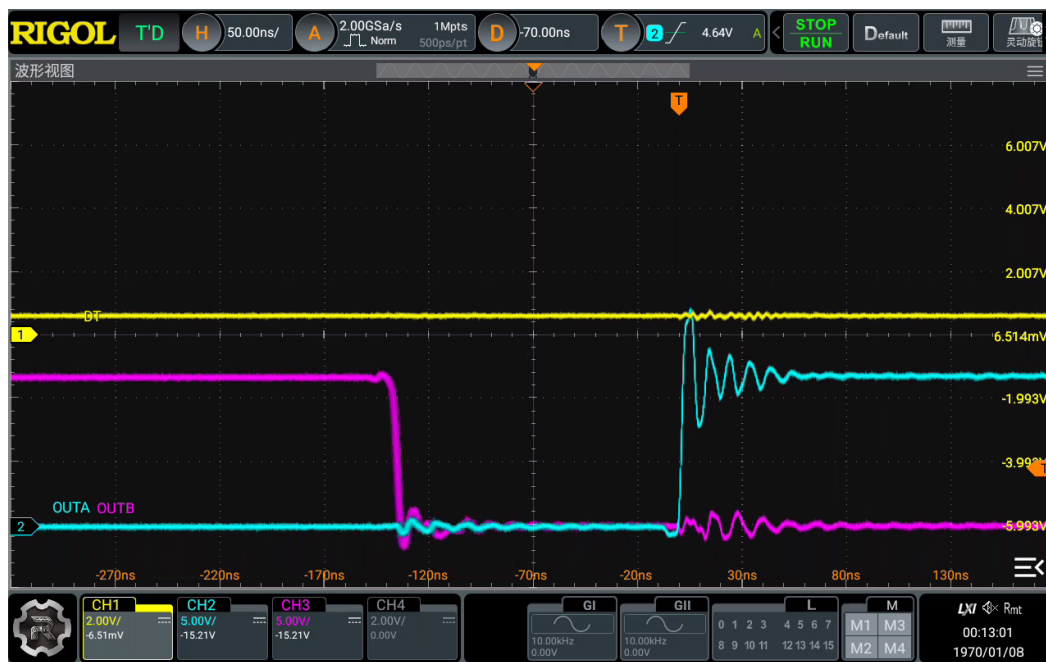 RIGOL T'D H 50.00ns/ A 2.00GSa/s Norm 1Mpts 500ps/pt D -70.00ns T 2 4.64V A STOP RUN Default 测量
波形视图
T
6.007V
4.007V
2.007V
DT
1
6.514mV
-1.993V
T
OUTA OUTB
2
-5.993V
-270ns -220ns -170ns -120ns -70ns -20ns 30ns 80ns 130ns
CH1 CH2 CH3 CH4 GI GII L M
2.00V/ 5.00V/ 5.00V/ 2.00V/ 0 1 2 3 4 5 6 7 M1 M3 LXI Rmt
-6.51mV -15.21V -15.21V 0.00V 10.00kHz 10.00kHz 8 9 10 11 12 13 14 15 M2 M4 00:13:01
0.00V 0.00V 1970/01/08